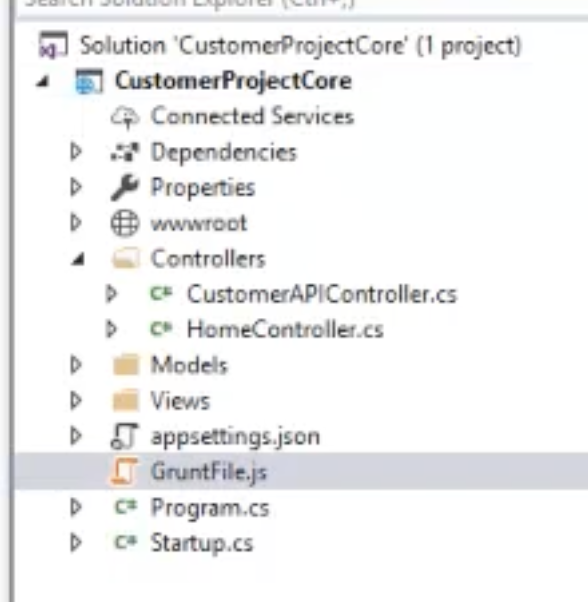 Search Solution Explorer (Ctrl+;)
Solution 'CustomerProjectCore' (1 project)
CustomerProjectCore
Connected Services
Dependencies
Properties
wwwroot
Controllers
C# CustomerAPIController.cs
C# HomeController.cs
Models
Views
appsettings.json
GruntFile.js
C# Program.cs
C# Startup.cs